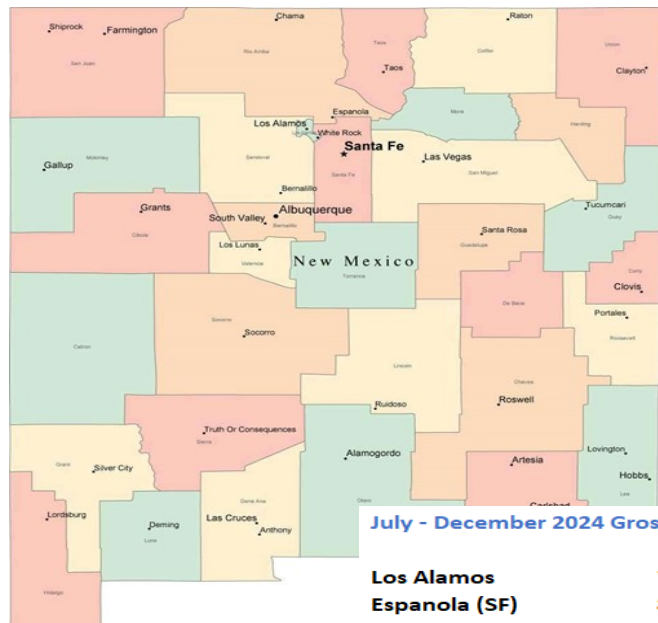 Shiprock
Farmington
San Juan
Chama
Rio Arriba
Taos
Taos
Raton
Colfax
Union
Clayton
Espanola
Los Alamos
White Rock
Santa Fe
Santa Fe
Mora
Harding
Gallup
Mckinley
Sandoval
Bernalillo
Las Vegas
San Miguel
Tucumcari
Quay
Grants
Cibola
South Valley
Albuquerque
Bernalillo
Los Lunas
Valencia
New Mexico
Torrance
Santa Rosa
Guadalupe
Curry
Clovis
De Baca
Portales
Roosevelt
Catron
Socorro
Socorro
Lincoln
Ruidoso
Chaves
Roswell
Truth Or Consequences
Sierra
Alamogordo
Otero
Artesia
Lovington
Hobbs
Lea
Grant
Silver City
Lordsburg
Hidalgo
Deming
Luna
Dona Ana
Las Cruces
Anthony
Carlsbad
July - December 2024 Gros
Los Alamos
Espanola (SF)